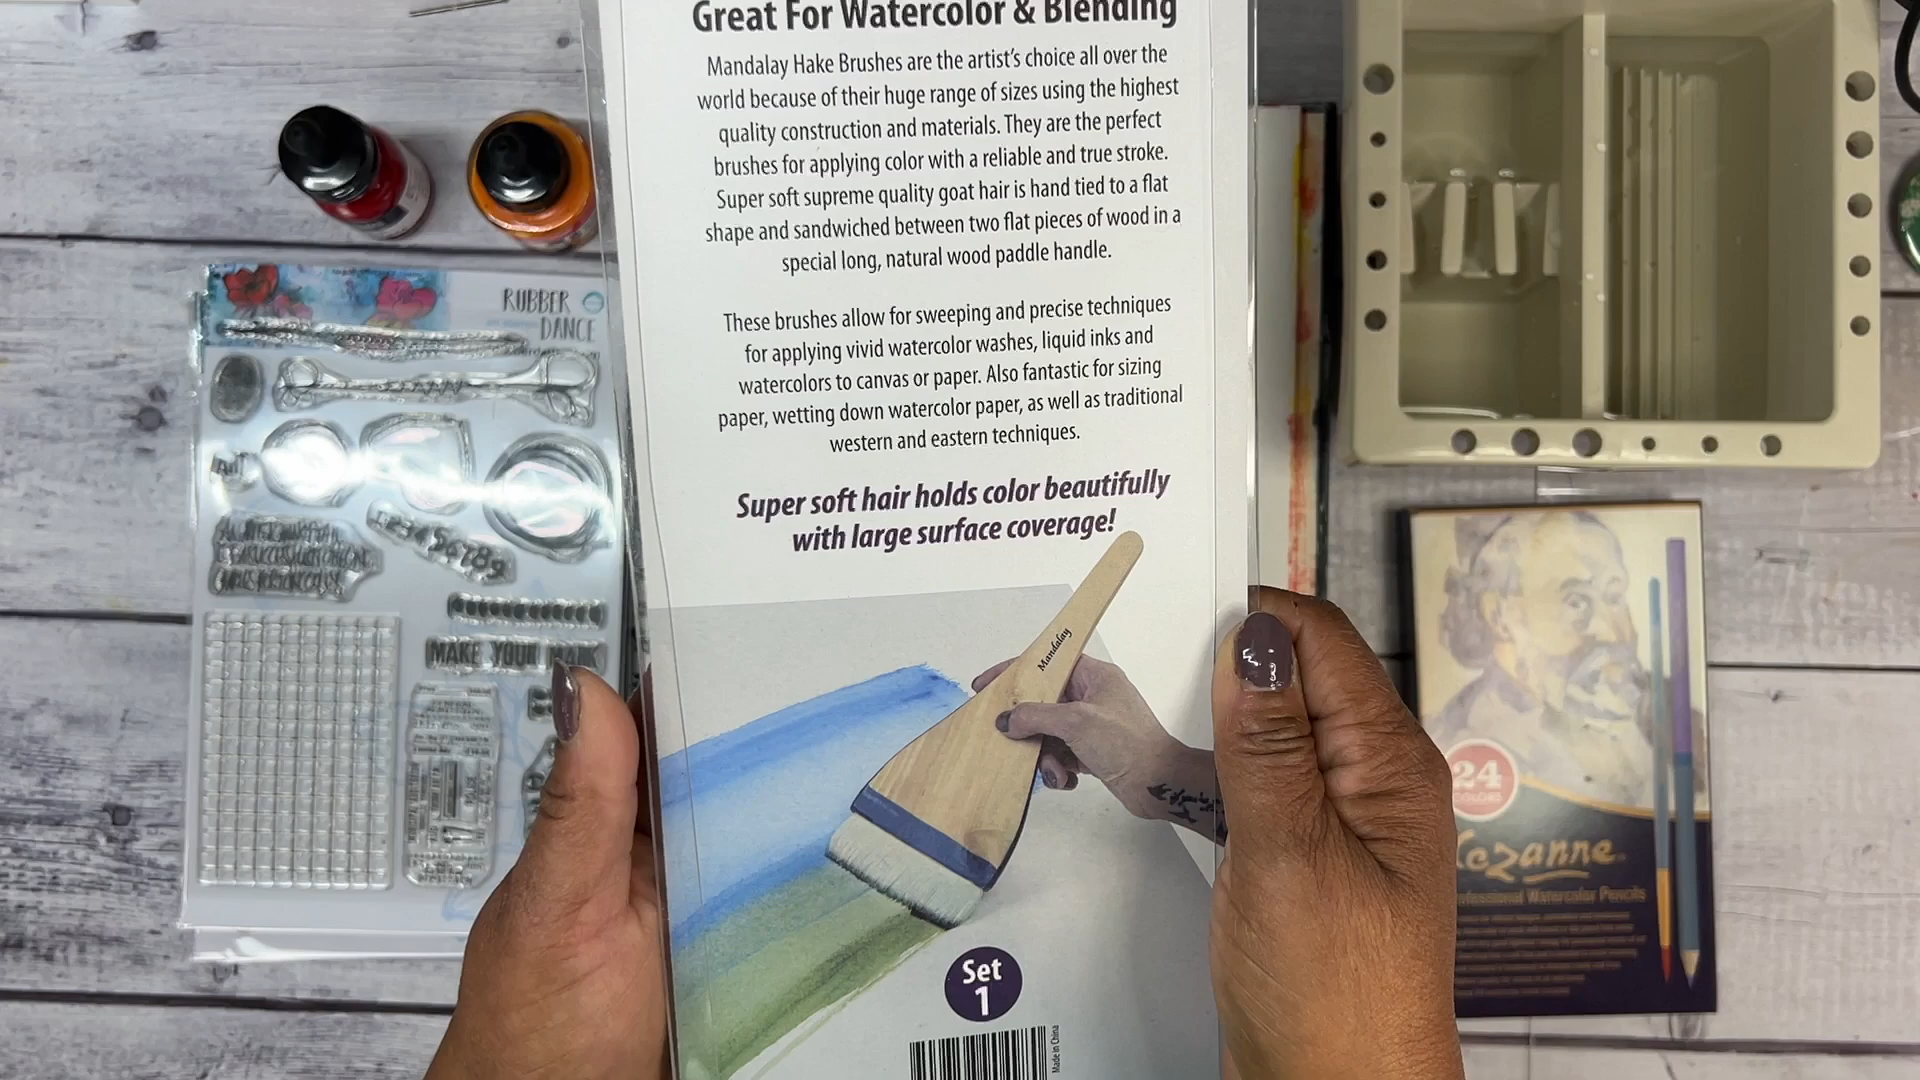 Great For Watercolor & Blending
Mandalay Hake Brushes are the artist's choice all over the
world because of their huge range of sizes using the highest
quality construction and materials. They are the perfect
brushes for applying color with a reliable and true stroke.
Super soft supreme quality goat hair is hand tied to a flat
shape and sandwiched between two flat pieces of wood in a
special long, natural wood paddle handle.
These brushes allow for sweeping and precise techniques
for applying vivid watercolor washes, liquid inks and
watercolors to canvas or paper. Also fantastic for sizing
paper, wetting down watercolor paper, as well as traditional
western and eastern techniques.
Super soft hair holds color beautifully
with large surface coverage!
Mandalay
Set
1
Made in China
RUBBER
DANCE
MAKE YOUR MARK
24
COLORS
Watercolor Pencils